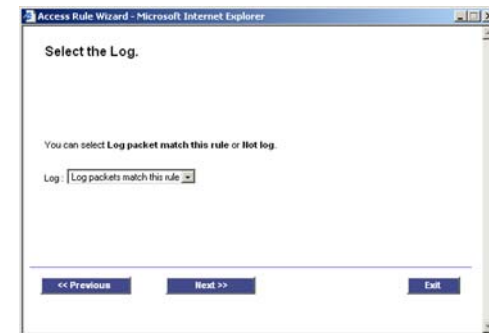 Access Rule Wizard - Microsoft Internet Explorer
Select the Log.
You can select Log packet match this rule or Not log.
Log : Log packets match this rule
<< Previous Next >> Exit